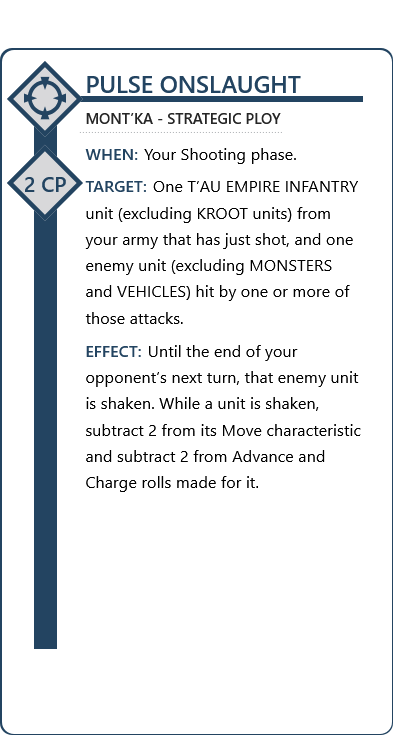 PULSE ONSLAUGHT
MONT’KA - STRATEGIC PLOY
2 CP
WHEN: Your Shooting phase.
TARGET: One T’AU EMPIRE INFANTRY
unit (excluding KROOT units) from
your army that has just shot, and one
enemy unit (excluding MONSTERS
and VEHICLES) hit by one or more of
those attacks.
EFFECT: Until the end of your
opponent’s next turn, that enemy unit
is shaken. While a unit is shaken,
subtract 2 from its Move characteristic
and subtract 2 from Advance and
Charge rolls made for it.